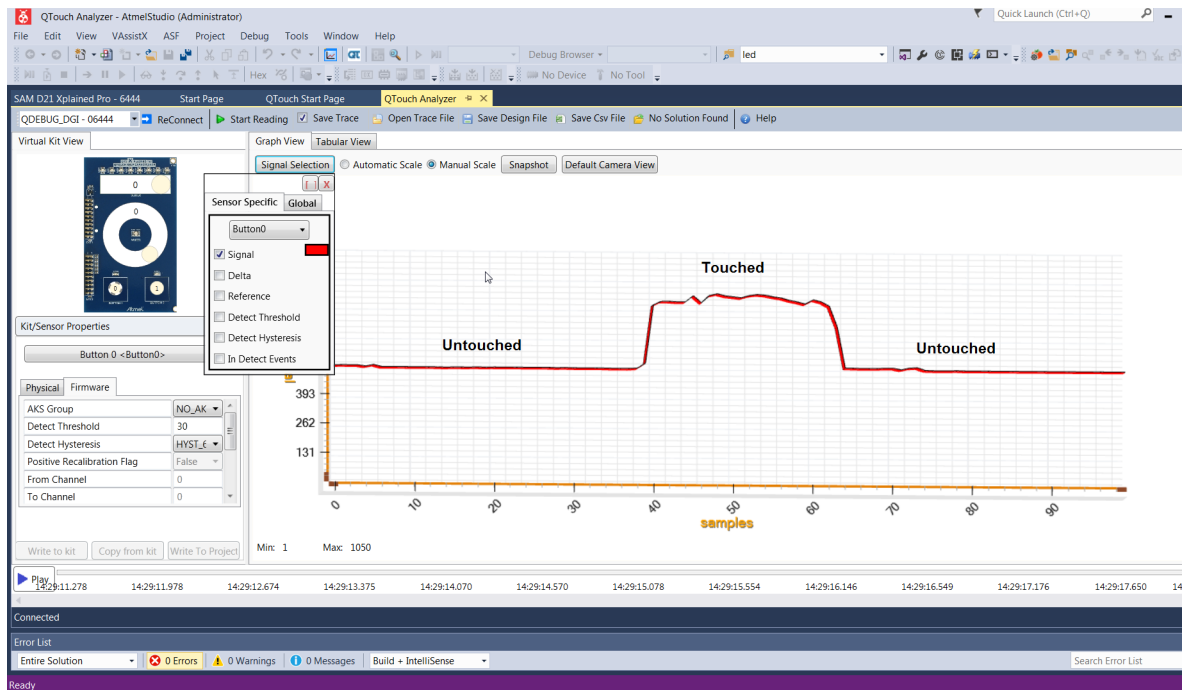 QTouch Analyzer - AtmelStudio (Administrator)
Quick Launch (Ctrl+Q)
File Edit View VAssistX ASF Project Debug Tools Window Help
Debug Browser
led
Hex
No Device
No Tool
SAM D21 Xplained Pro - 6444
Start Page
QTouch Start Page
QTouch Analyzer
QDEBUG_DGI - 06444
ReConnect
Start Reading
Save Trace
Open Trace File
Save Design File
Save Csv File
No Solution Found
Help
Virtual Kit View
Graph View
Tabular View
Signal Selection
Automatic Scale
Manual Scale
Snapshot
Default Camera View
[ ] X
Sensor Specific
Global
Button0
Signal
Delta
Reference
Detect Threshold
Detect Hysteresis
In Detect Events
0
0
0
1
Atmel
Kit/Sensor Properties
Button 0 <Button0>
Physical
Firmware
AKS Group NO_AK
Detect Threshold 30
Detect Hysteresis HYST_6
Positive Recalibration Flag False
From Channel 0
To Channel 0
Write to kit
Copy from kit
Write To Project
Untouched
Touched
Untouched
393
262
131
0 10 20 30 40 50 60 70 80 90
samples
Min: 1 Max: 1050
Play
14:29:11.278 14:29:11.978 14:29:12.674 14:29:13.375 14:29:14.070 14:29:14.570 14:29:15.078 14:29:15.554 14:29:16.146 14:29:16.549 14:29:17.176 14:29:17.650 14
Connected
Error List
Entire Solution
0 Errors
0 Warnings
0 Messages
Build + IntelliSense
Search Error List
Ready